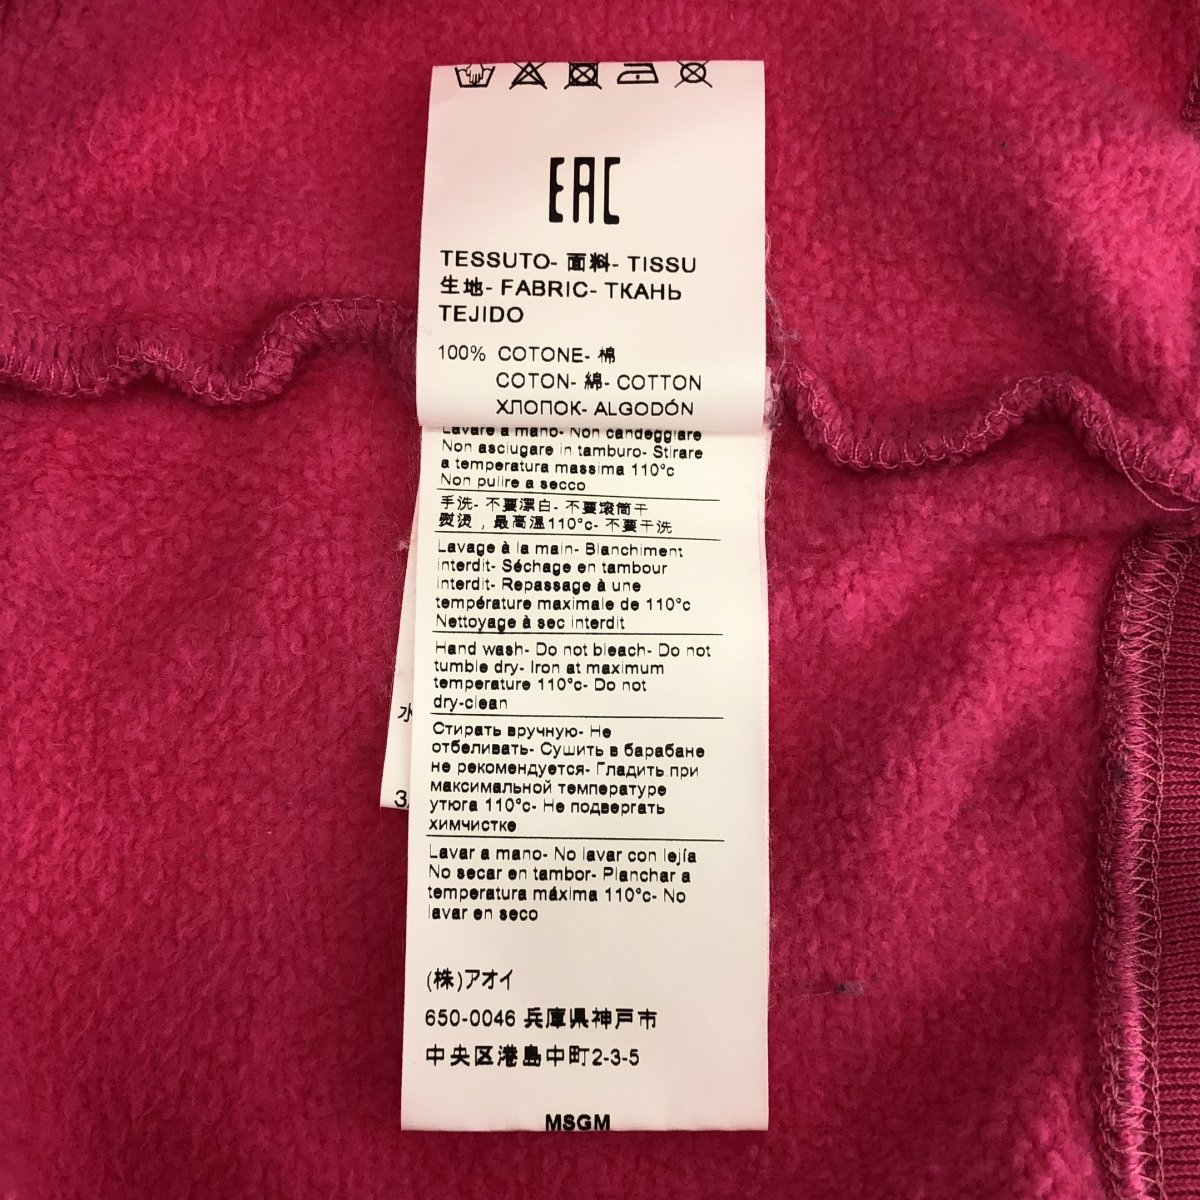 EAC
TESSUTO- 面料- TISSU
生地- FABRIC- ТКАНЬ
TEJIDO
100% COTONE- 棉
COTON- 綿- COTTON
ХЛОПОК- ALGODÓN
Lavare a mano- Non candeggiare
Non asciugare in tamburo- Stirare
a temperatura massima 110°c
Non pulire a secco
手洗- 不要漂白- 不要滚筒干
熨烫，最高温110°c- 不要干洗
Lavage à la main- Blanchiment
interdit- Séchage en tambour
interdit- Repassage à une
température maximale de 110°c
Nettoyage à sec interdit
Hand wash- Do not bleach- Do not
tumble dry- Iron at maximum
temperature 110°c- Do not
dry-clean
Стирать вручную- Не
отбеливать- Сушить в барабане
не рекомендуется- Гладить при
максимальной температуре
утюга 110°c- Не подвергать
химчистке
Lavar a mano- No lavar con lejía
No secar en tambor- Planchar a
temperatura máxima 110°c- No
lavar en seco
(株)アオイ
650-0046 兵庫県神戸市
中央区港島中町2-3-5
MSGM
水
3